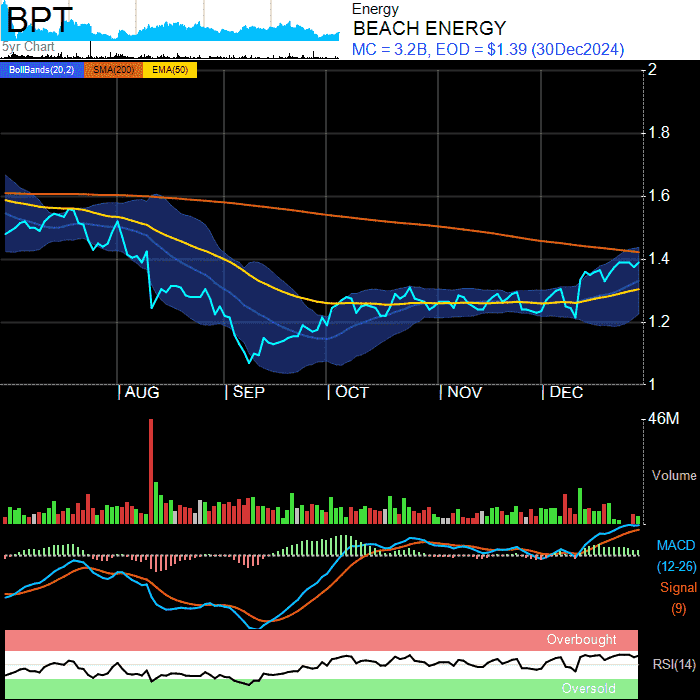 BPT
5yr Chart
Energy
BEACH ENERGY
MC = 3.2B, EOD = $1.39 (30Dec2024)
BollBands(20,2) SMA(200) EMA(50)
2
1.8
1.6
1.4
1.2
1
AUG SEP OCT NOV DEC
46M
Volume
MACD
(12-26)
Signal
(9)
Overbought
RSI(14)
Oversold